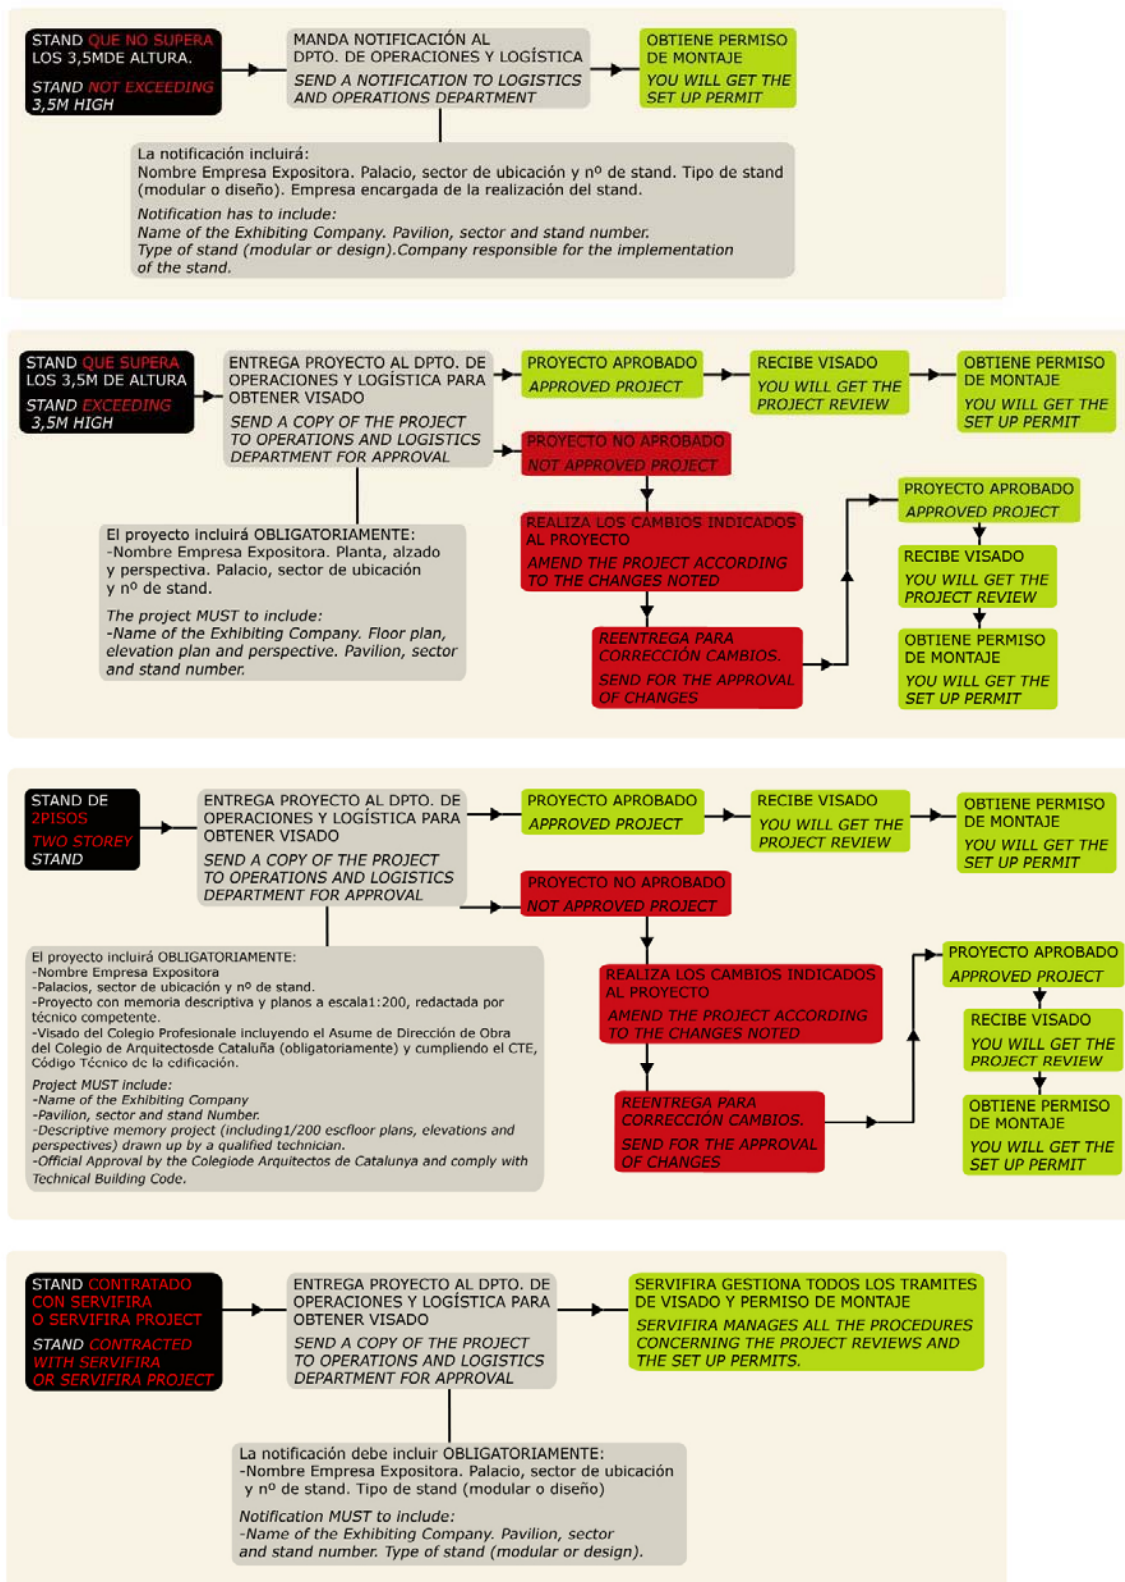 STAND QUE NO SUPERA
LOS 3,5MDE ALTURA.
STAND NOT EXCEEDING
3,5M HIGH
MANDA NOTIFICACIÓN AL
DPTO. DE OPERACIONES Y LOGÍSTICA
SEND A NOTIFICATION TO LOGISTICS
AND OPERATIONS DEPARTMENT
OBTIENE PERMISO
DE MONTAJE
YOU WILL GET THE
SET UP PERMIT
La notificación incluirá:
Nombre Empresa Expositora. Palacio, sector de ubicación y nº de stand. Tipo de stand
(modular o diseño). Empresa encargada de la realización del stand.
Notification has to include:
Name of the Exhibiting Company. Pavilion, sector and stand number.
Type of stand (modular or design).Company responsible for the implementation
of the stand.
STAND QUE SUPERA
LOS 3,5M DE ALTURA
STAND EXCEEDING
3,5M HIGH
ENTREGA PROYECTO AL DPTO. DE
OPERACIONES Y LOGÍSTICA PARA
OBTENER VISADO
SEND A COPY OF THE PROJECT
TO OPERATIONS AND LOGISTICS
DEPARTMENT FOR APPROVAL
PROYECTO APROBADO
APPROVED PROJECT
RECIBE VISADO
YOU WILL GET THE
PROJECT REVIEW
OBTIENE PERMISO
DE MONTAJE
YOU WILL GET THE
SET UP PERMIT
PROYECTO NO APROBADO
NOT APPROVED PROJECT
REALIZA LOS CAMBIOS INDICADOS
AL PROYECTO
AMEND THE PROJECT ACCORDING
TO THE CHANGES NOTED
REENTREGA PARA
CORRECCIÓN CAMBIOS.
SEND FOR THE APPROVAL
OF CHANGES
PROYECTO APROBADO
APPROVED PROJECT
RECIBE VISADO
YOU WILL GET THE
PROJECT REVIEW
OBTIENE PERMISO
DE MONTAJE
YOU WILL GET THE
SET UP PERMIT
El proyecto incluirá OBLIGATORIAMENTE:
-Nombre Empresa Expositora. Planta, alzado
y perspectiva. Palacio, sector de ubicación
y nº de stand.
The project MUST to include:
-Name of the Exhibiting Company. Floor plan,
elevation plan and perspective. Pavilion, sector
and stand number.
STAND DE
2PISOS
TWO STOREY
STAND
ENTREGA PROYECTO AL DPTO. DE
OPERACIONES Y LOGÍSTICA PARA
OBTENER VISADO
SEND A COPY OF THE PROJECT
TO OPERATIONS AND LOGISTICS
DEPARTMENT FOR APPROVAL
PROYECTO APROBADO
APPROVED PROJECT
RECIBE VISADO
YOU WILL GET THE
PROJECT REVIEW
OBTIENE PERMISO
DE MONTAJE
YOU WILL GET THE
SET UP PERMIT
PROYECTO NO APROBADO
NOT APPROVED PROJECT
REALIZA LOS CAMBIOS INDICADOS
AL PROYECTO
AMEND THE PROJECT ACCORDING
TO THE CHANGES NOTED
REENTREGA PARA
CORRECCIÓN CAMBIOS.
SEND FOR THE APPROVAL
OF CHANGES
PROYECTO APROBADO
APPROVED PROJECT
RECIBE VISADO
YOU WILL GET THE
PROJECT REVIEW
OBTIENE PERMISO
DE MONTAJE
YOU WILL GET THE
SET UP PERMIT
El proyecto incluirá OBLIGATORIAMENTE:
-Nombre Empresa Expositora
-Palacios, sector de ubicación y nº de stand.
-Proyecto con memoria descriptiva y planos a escala1:200, redactada por
técnico competente.
-Visado del Colegio Profesionale incluyendo el Asume de Dirección de Obra
del Colegio de Arquitectosde Cataluña (obligatoriamente) y cumpliendo el CTE,
Código Técnico de la edificación.
Project MUST include:
-Name of the Exhibiting Company
-Pavilion, sector and stand Number.
-Descriptive memory project (including1/200 escfloor plans, elevations and
perspectives) drawn up by a qualified technician.
-Official Approval by the Colegiode Arquitectos de Catalunya and comply with
Technical Building Code.
STAND CONTRATADO
CON SERVIFIRA
O SERVIFIRA PROJECT
STAND CONTRACTED
WITH SERVIFIRA
OR SERVIFIRA PROJECT
ENTREGA PROYECTO AL DPTO. DE
OPERACIONES Y LOGÍSTICA PARA
OBTENER VISADO
SEND A COPY OF THE PROJECT
TO OPERATIONS AND LOGISTICS
DEPARTMENT FOR APPROVAL
SERVIFIRA GESTIONA TODOS LOS TRAMITES
DE VISADO Y PERMISO DE MONTAJE
SERVIFIRA MANAGES ALL THE PROCEDURES
CONCERNING THE PROJECT REVIEWS AND
THE SET UP PERMITS.
La notificación debe incluir OBLIGATORIAMENTE:
-Nombre Empresa Expositora. Palacio, sector de ubicación
y nº de stand. Tipo de stand (modular o diseño)
Notification MUST to include:
-Name of the Exhibiting Company. Pavilion, sector
and stand number. Type of stand (modular or design).